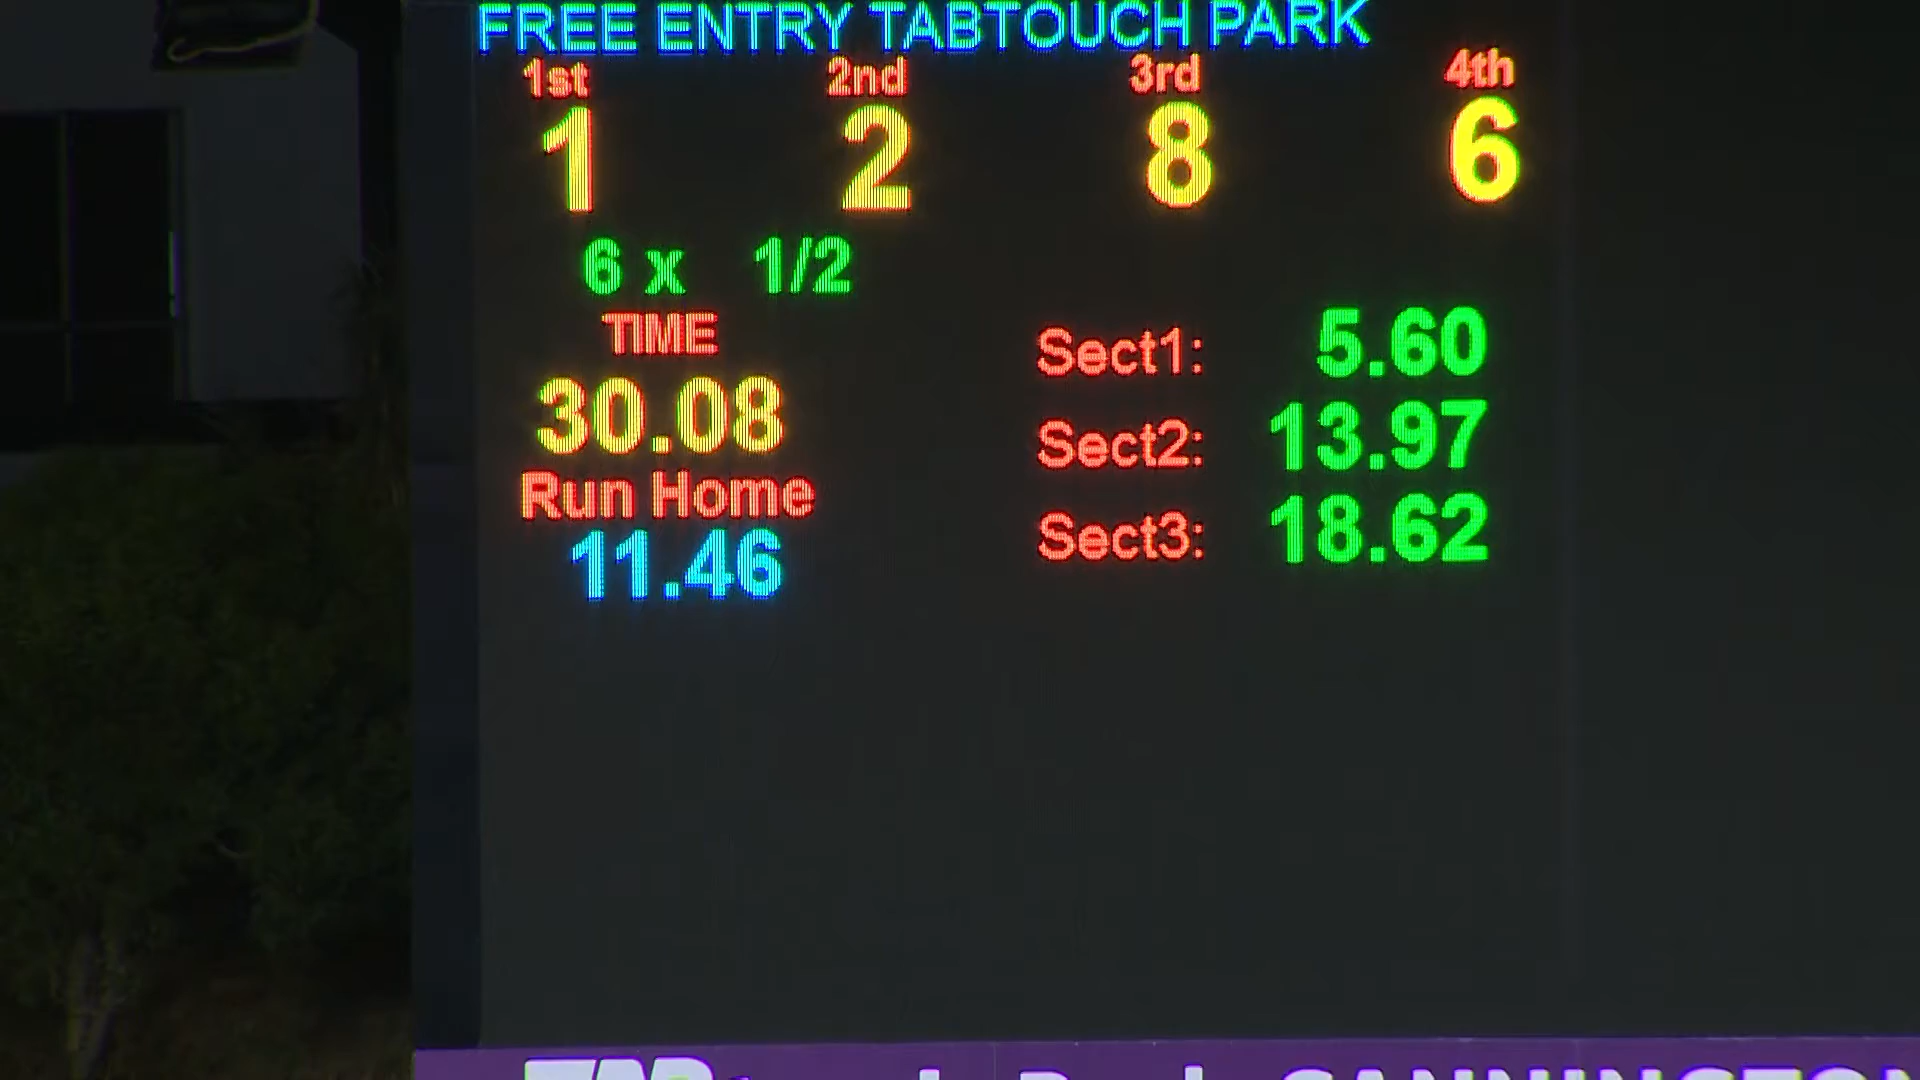 FREE ENTRY TABTOUCH PARK
1st 2nd 3rd 4th
1 2 8 6
6 x 1/2
TIME
30.08
Run Home
11.46
Sect1: 5.60
Sect2: 13.97
Sect3: 18.62
CANNINGTON